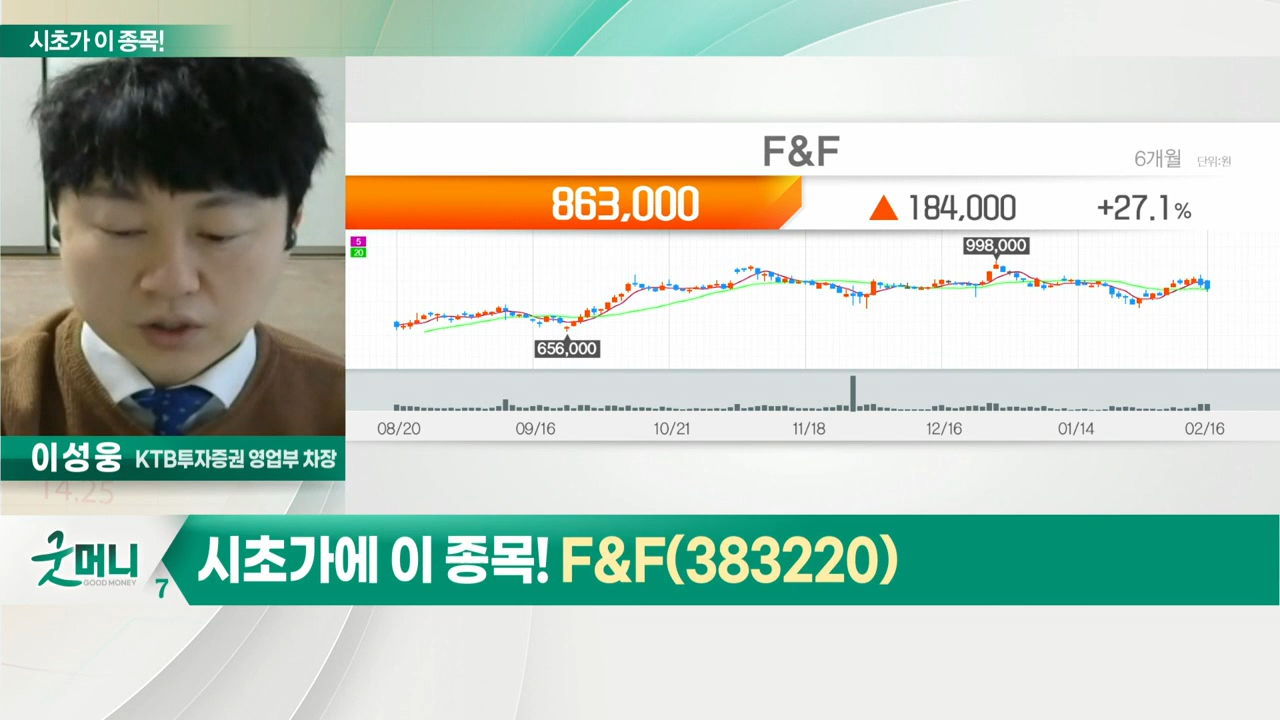 시초가 이 종목!
F&F
6개월 단위:원
863,000 ▲ 184,000 +27.1%
5
20
998,000
656,000
08/20 09/16 10/21 11/18 12/16 01/14 02/16
이성웅 KTB투자증권 영업부 차장
14.25
굿머니
GOOD MONEY
7
시초가에 이 종목! F&F(383220)